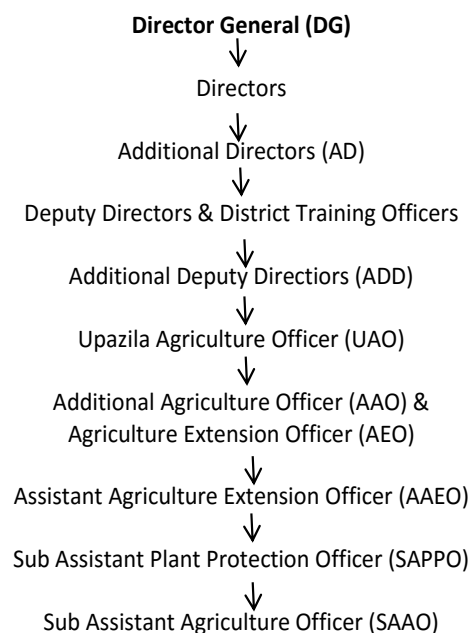 Director General (DG)
Directors
Additional Directors (AD)
Deputy Directors & District Training Officers
Additional Deputy Directiors (ADD)
Upazila Agriculture Officer (UAO)
Additional Agriculture Officer (AAO) &
Agriculture Extension Officer (AEO)
Assistant Agriculture Extension Officer (AAEO)
Sub Assistant Plant Protection Officer (SAPPO)
Sub Assistant Agriculture Officer (SAAO)